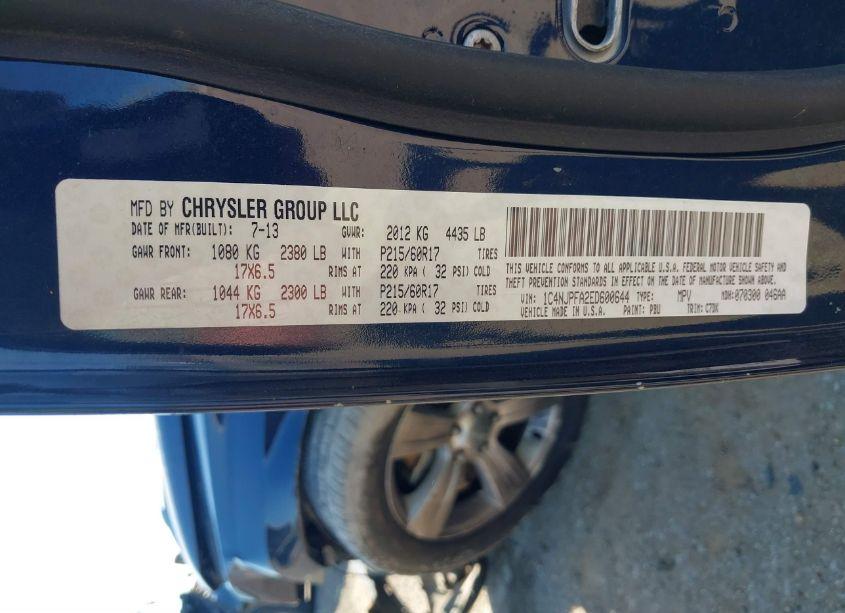 MFD BY CHRYSLER GROUP LLC
DATE OF MFR(BUILT): 7-13 GVWR: 2012 KG 4435 LB
GAWR FRONT: 1080 KG 2380 LB WITH P215/60R17 TIRES
17X6.5 RIMS AT 220 KPA ( 32 PSI) COLD
GAWR REAR: 1044 KG 2300 LB WITH P215/60R17 TIRES
17X6.5 RIMS AT 220 KPA ( 32 PSI) COLD
THIS VEHICLE CONFORMS TO ALL APPLICABLE U.S.A. FEDERAL MOTOR VEHICLE SAFETY AND
THEFT PREVENTION STANDARDS IN EFFECT ON THE DATE OF MANUFACTURE SHOWN ABOVE.
VIN: 1C4NJPFA2ED600644 TYPE: MPV MDH: 070300 046AA
VEHICLE MADE IN U.S.A. PAINT: PBU TRIM: C7DK